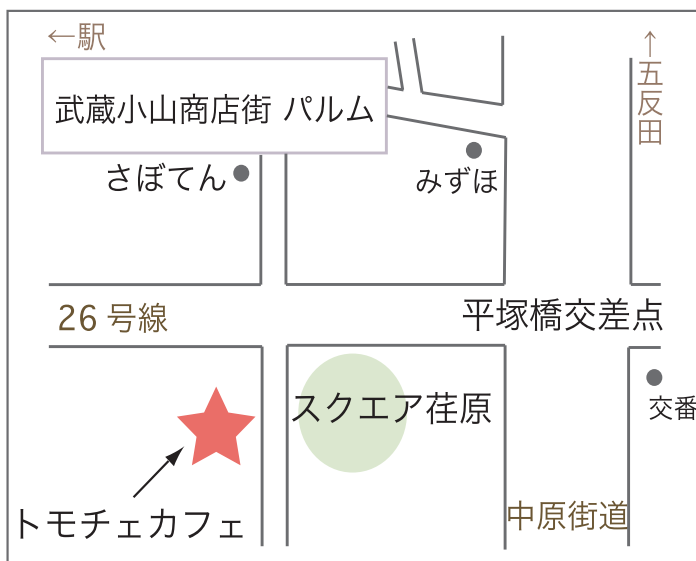 ←駅
↑五反田
武蔵小山商店街 パルム
さぼてん
みずほ
26 号線
平塚橋交差点
スクエア荏原
交番
トモチェカフェ
中原街道